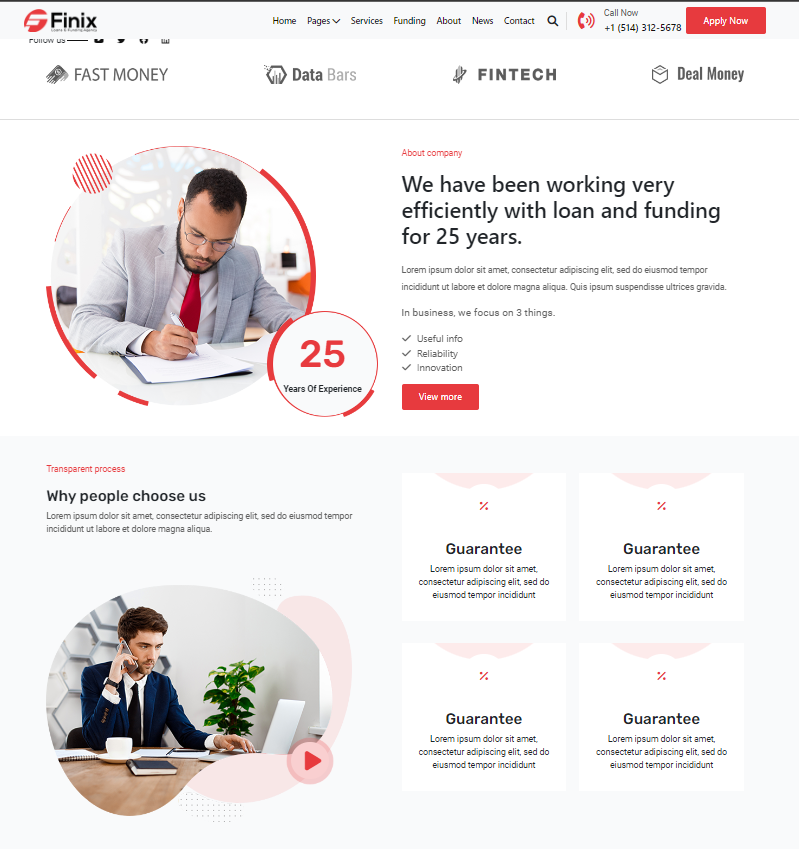 Finix
Loans & Funding Agency
Home Pages Services Funding About News Contact
Call Now
+1 (514) 312-5678
Apply Now
Follow us
FAST MONEY
Data Bars
FINTECH
Deal Money
About company
We have been working very
efficiently with loan and funding
for 25 years.
Lorem ipsum dolor sit amet, consectetur adipiscing elit, sed do eiusmod tempor
incididunt ut labore et dolore magna aliqua. Quis ipsum suspendisse ultrices gravida.
In business, we focus on 3 things.
Useful info
Reliability
Innovation
View more
25
Years Of Experience
Transparent process
Why people choose us
Lorem ipsum dolor sit amet, consectetur adipiscing elit, sed do eiusmod tempor
incididunt ut labore et dolore magna aliqua.
Guarantee
Lorem ipsum dolor sit amet,
consectetur adipiscing elit, sed do
eiusmod tempor incididunt
Guarantee
Lorem ipsum dolor sit amet,
consectetur adipiscing elit, sed do
eiusmod tempor incididunt
Guarantee
Lorem ipsum dolor sit amet,
consectetur adipiscing elit, sed do
eiusmod tempor incididunt
Guarantee
Lorem ipsum dolor sit amet,
consectetur adipiscing elit, sed do
eiusmod tempor incididunt